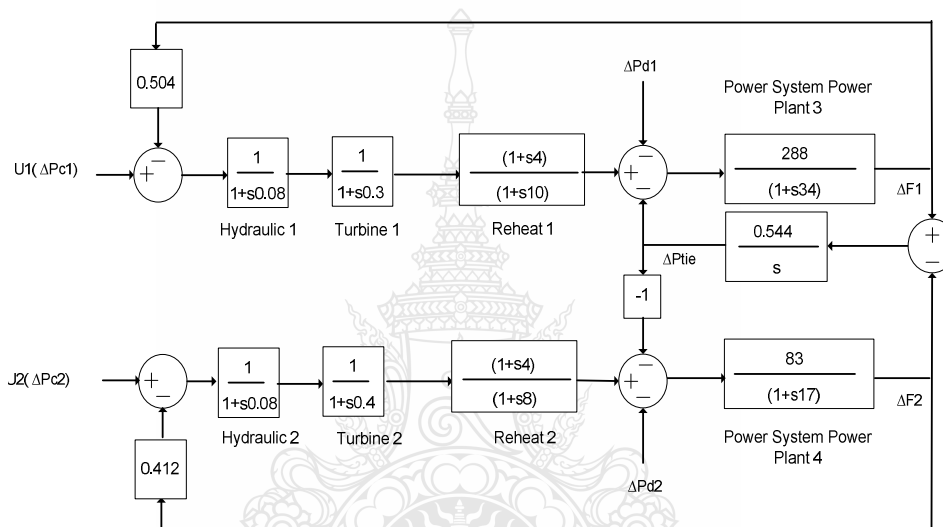 0.504
ΔPd1
Power System Power
Plant 3
U1( ΔPc1)
+
−
1
1+s0.08
1
1+s0.3
(1+s4)
(1+s10)
+
−
−
288
(1+s34)
ΔF1
Hydraulic 1
Turbine 1
Reheat 1
ΔPtie
0.544
s
+
−
-1
J2( ΔPc2)
+
−
1
1+s0.08
1
1+s0.4
(1+s4)
(1+s8)
+
−
−
83
(1+s17)
ΔF2
Hydraulic 2
Turbine 2
Reheat 2
Power System Power
Plant 4
0.412
ΔPd2